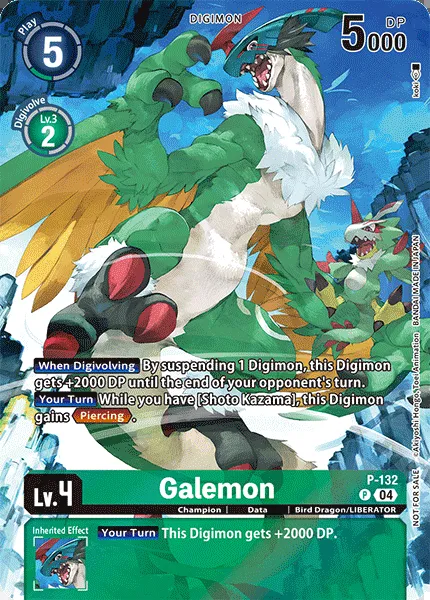 DIGIMON
Play
5
DP
5000
Digivolve
Lv.3
2
koki
When Digivolving By suspending 1 Digimon, this Digimon
gets +2000 DP until the end of your opponent's turn.
Your Turn While you have [Shoto Kazama], this Digimon
gains Piercing.
©Akiyoshi Hongo, Toei Animation BANDAI MADE IN JAPAN
NOT FOR SALE
Lv.4
Galemon
P-132
P 04
Champion | Data | Bird Dragon/LIBERATOR
Inherited Effect
Your Turn This Digimon gets +2000 DP.